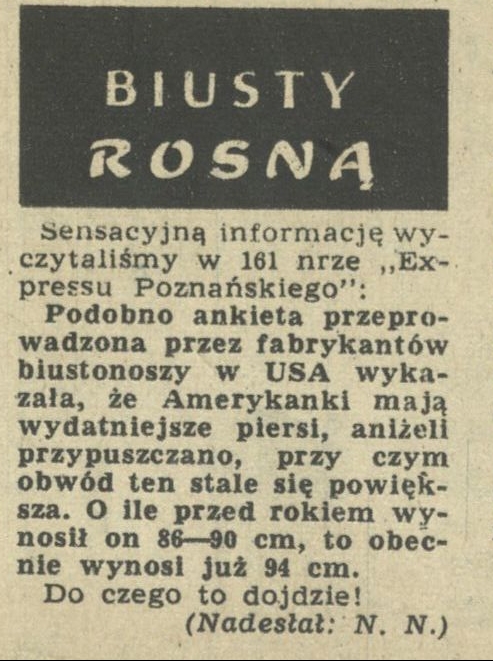 BIUSTY
ROSNĄ
Sensacyjną informację wy-
czytaliśmy w 161 nrze „Ex-
pressu Poznańskiego":
Podobno ankieta przepro-
wadzona przez fabrykantów
biustonoszy w USA wyka-
zała, że Amerykanki mają
wydatniejsze piersi, aniżeli
przypuszczano, przy czym
obwód ten stale się powięk-
sza. O ile przed rokiem wy-
nosił on 86—90 cm, to obec-
nie wynosi już 94 cm.
Do czego to dojdzie!
(Nadesłał: N. N.)